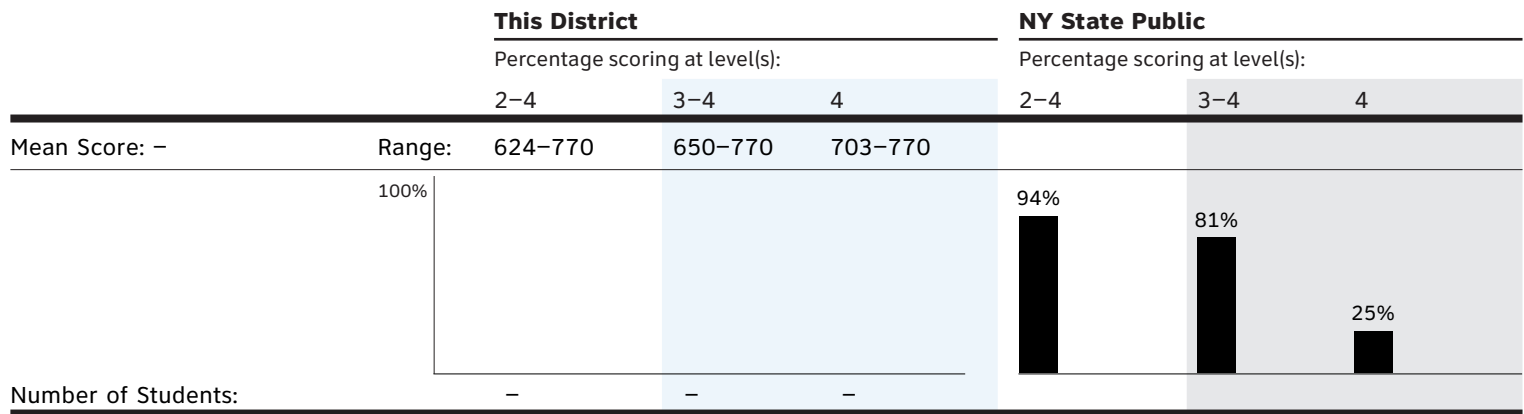 This District NY State Public
Percentage scoring at level(s): Percentage scoring at level(s):
2–4 3–4 4 2–4 3–4 4
Mean Score: – Range: 624–770 650–770 703–770
100%
94%
81%
25%
Number of Students: – – –